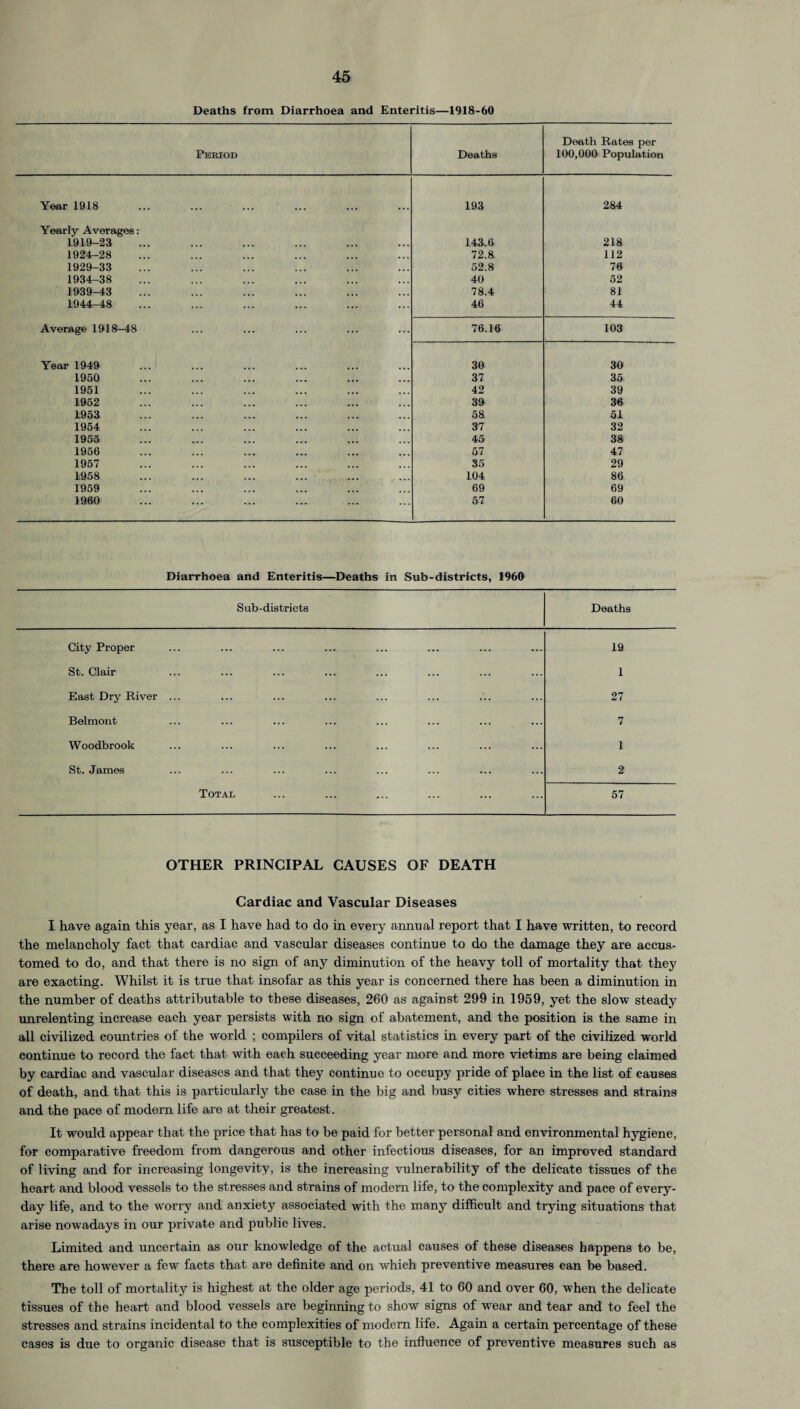 45
Deaths from Diarrhoea and Enteritis—1918-60
Period Deaths Death Rates per 100,000 Population
Year 1918 ... ... ... ... ... ... 193 284
Yearly Averages:
1919-23 ... ... ... ... ... ... 143.6 218
1924-28 ... ... ... ... ... ... 72.8 112
1929-33 ... ... ... ... ... ... 52.8 76
1934-38 ... ... ... ... ... ... 40 52
1939-43 ... ... ... ... ... ... 78.4 81
1944-48 ... ... ... ... ... ... 46 44
Average 1918-48 ... ... ... ... ... 76.16 103
Year 1949 ... ... ... ... ... ... 30 30
1950 ... ... ... ... ... ... 37 35
1951 ... ... ... ... ... ... 42 39
1952 ... ... ... ... ... ... 39 36
1953 ... ... ... ... ... ... 58 51
1954 ... ... ... ... ... ... 37 32
1955 ... ... ... ... ... ... 45 38
1956 ... ... ... ... ... ... 57 47
1957 ... ... ... ... ... ... 35 29
1958 ... ... ... ... ... ... 104 86
1959 ... ... ... ... ... ... 69 69
1960 ... ... ... ... ... ... 57 60
Diarrhoea and Enteritis—Deaths in Sub-districts, 1960
Sub-districts Deaths
City Proper ... ... ... ... ... ... ... ... 19
St. Clair ... ... ... ... ... ... ... ... 1
East Dry River ... ... ... ... ... ... ... ... 27
Belmont ... ... ... ... ... ... ... ... 7
Woodbrook ... ... ... ... ... ... ... ... 1
St. James ... ... ... ... ... ... ... ... 2
Total ... ... ... ... ... ... 57
OTHER PRINCIPAL CAUSES OF DEATH
Cardiac and Vascular Diseases
I have again this year, as I have had to do in every annual report that I have written, to record
the melancholy fact that cardiac and vascular diseases continue to do the damage they are accus-
tomed to do, and that there is no sign of any diminution of the heavy toll of mortality that they
are exacting. Whilst it is true that insofar as this year is concerned there has been a diminution in
the number of deaths attributable to these diseases, 260 as against 299 in 1959, yet the slow steady
unrelenting increase each year persists with no sign of abatement, and the position is the same in
all civilized countries of the world ; compilers of vital statistics in every part of the civilized world
continue to record the fact that with each succeeding year more and more victims are being claimed
by cardiac and vascular diseases and that they continue to occupy pride of place in the list of causes
of death, and that this is particularly the case in the big and busy cities where stresses and strains
and the pace of modern life are at their greatest.
It would appear that the price that has to be paid for better personal and environmental hygiene,
for comparative freedom from dangerous and other infectious diseases, for an improved standard
of living and for increasing longevity, is the increasing vulnerability of the delicate tissues of the
heart and blood vessels to the stresses and strains of modern life, to the complexity and pace of every-
day life, and to the worry and anxiety associated with the many difficult and trying situations that
arise nowadays in our private and public lives.
Limited and uncertain as our knowledge of the actual causes of these diseases happens to be,
there are however a few facts that are definite and on which preventive measures can be based.
The toll of mortality is highest at the older age periods, 41 to 60 and over 60, when the delicate
tissues of the heart and blood vessels are beginning to show signs of wear and tear and to feel the
stresses and strains incidental to the complexities of modern life. Again a certain percentage of these
cases is due to organic disease that is susceptible to the influence of preventive measures such as